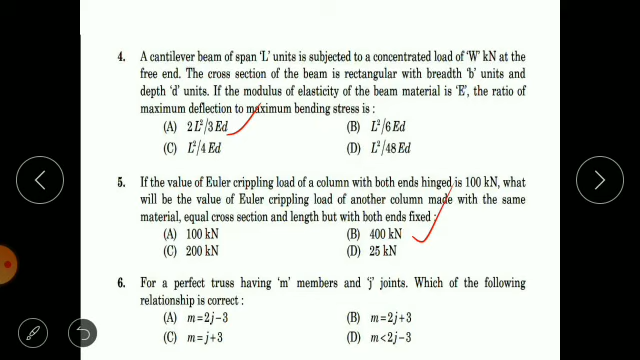 4. A cantilever beam of span 'L' units is subjected to a concentrated load of 'W' kN at the
free end. The cross section of the beam is rectangular with breadth 'b' units and
depth 'd' units. If the modulus of elasticity of the beam material is 'E', the ratio of
maximum deflection to maximum bending stress is :
(A) 2L²/3Ed (B) L²/6Ed
(C) L²/4Ed (D) L²/48Ed
5. If the value of Euler crippling load of a column with both ends hinged is 100 kN, what
will be the value of Euler crippling load of another column made with the same
material, equal cross section and length but with both ends fixed :
(A) 100 kN (B) 400 kN
(C) 200 kN (D) 25 kN
6. For a perfect truss having 'm' members and 'j' joints. Which of the following
relationship is correct :
(A) m=2j−3 (B) m=2j+3
(C) m=j+3 (D) m<2j−3